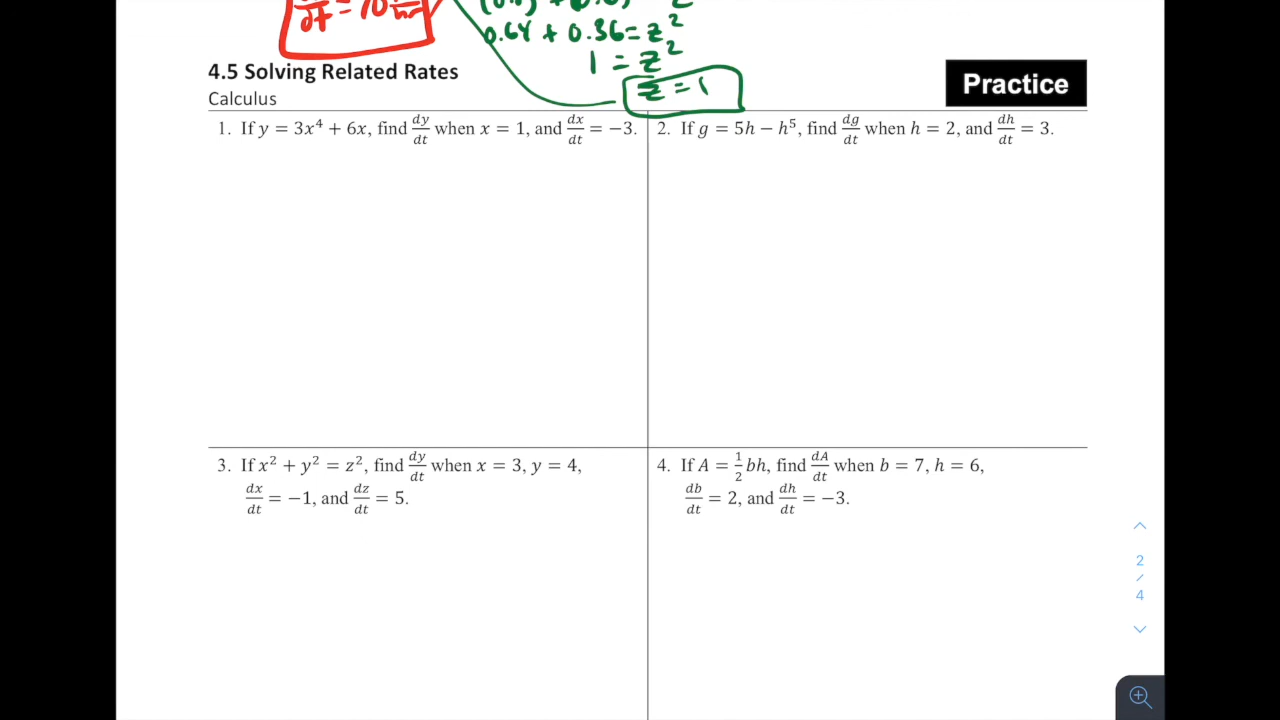 0.64 + 0.36 = z²
1 = z²
z = 1
4.5 Solving Related Rates
Calculus
Practice
1. If y = 3x⁴ + 6x, find dy/dt when x = 1, and dx/dt = −3.
2. If g = 5h − h⁵, find dg/dt when h = 2, and dh/dt = 3.
3. If x² + y² = z², find dy/dt when x = 3, y = 4,
dx/dt = −1, and dz/dt = 5.
4. If A = 1/2 bh, find dA/dt when b = 7, h = 6,
db/dt = 2, and dh/dt = −3.
2
/
4